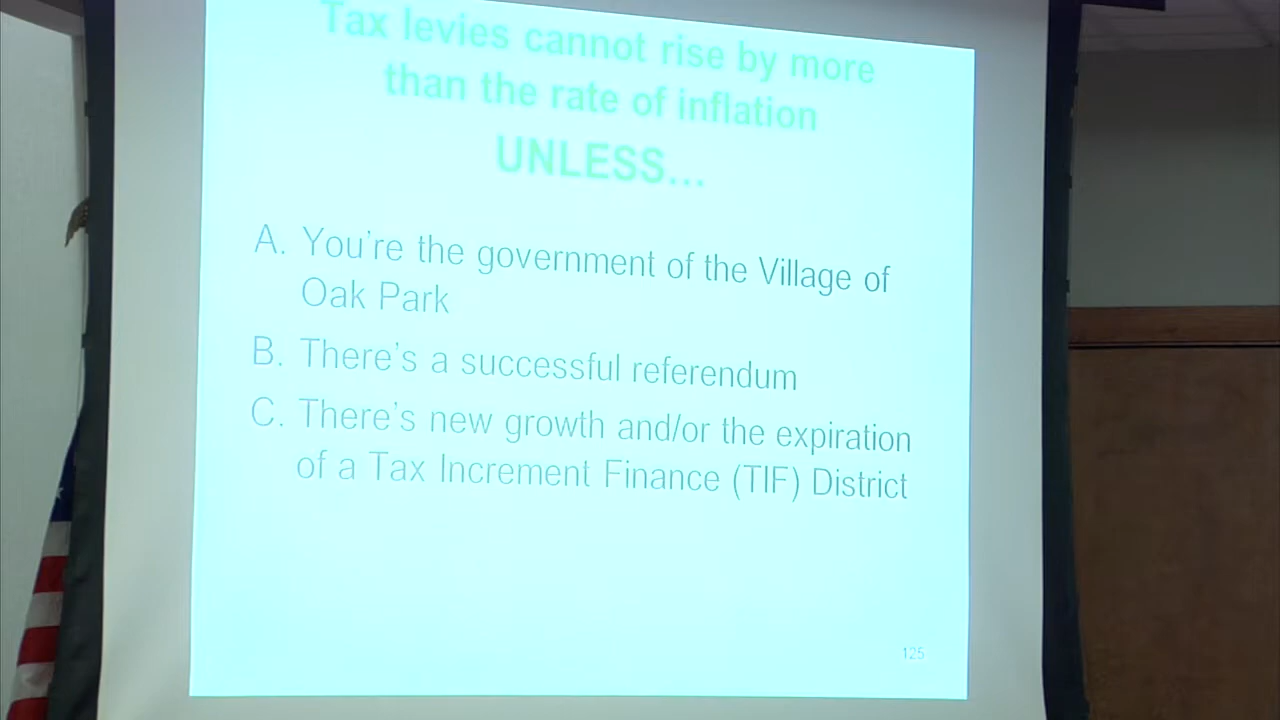 Tax levies cannot rise by more
than the rate of inflation
UNLESS...
A. You're the government of the Village of
Oak Park
B. There's a successful referendum
C. There's new growth and/or the expiration
of a Tax Increment Finance (TIF) District
125